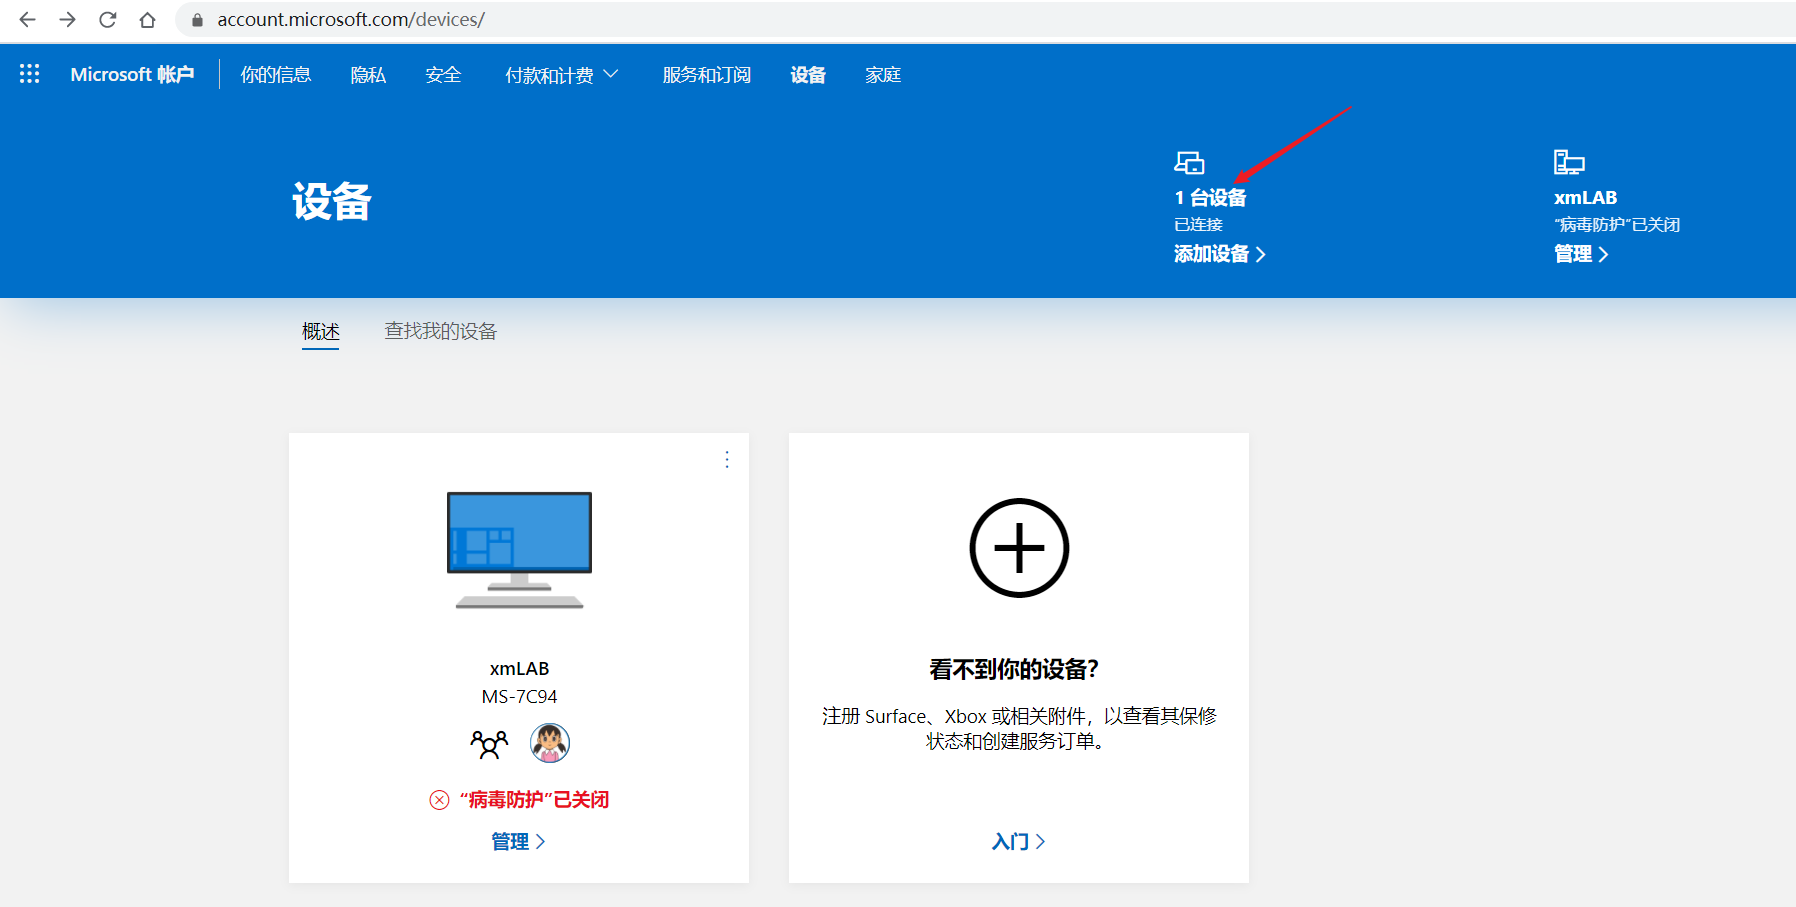 account.microsoft.com/devices/
Microsoft 帐户
你的信息
隐私
安全
付款和计费
服务和订阅
设备
家庭
设备
1 台设备
已连接
添加设备
xmLAB
“病毒防护”已关闭
管理
概述
查找我的设备
xmLAB
MS-7C94
“病毒防护”已关闭
管理
看不到你的设备?
注册 Surface、Xbox 或相关附件，以查看其保修
状态和创建服务订单。
入门